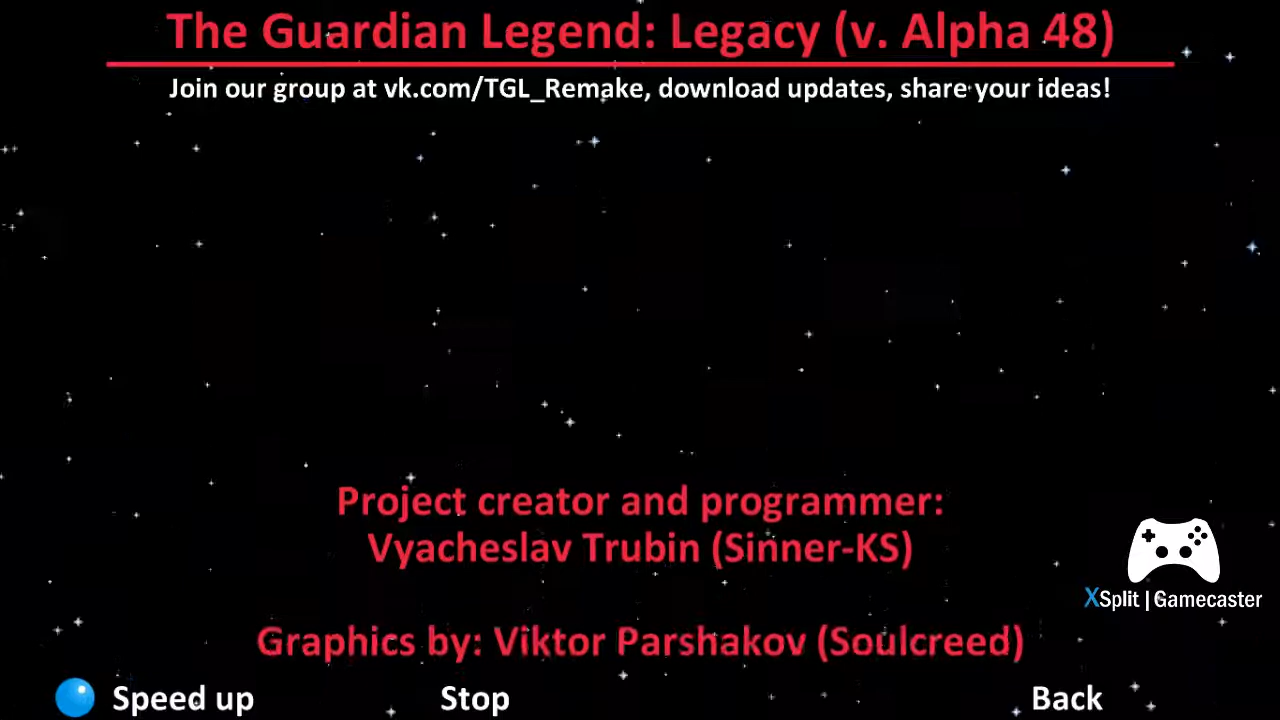 The Guardian Legend: Legacy (v. Alpha 48)
Join our group at vk.com/TGL_Remake, download updates, share your ideas!
Project creator and programmer:
Vyacheslav Trubin (Sinner-KS)
XSplit | Gamecaster
Graphics by: Viktor Parshakov (Soulcreed)
Speed up
Stop
Back